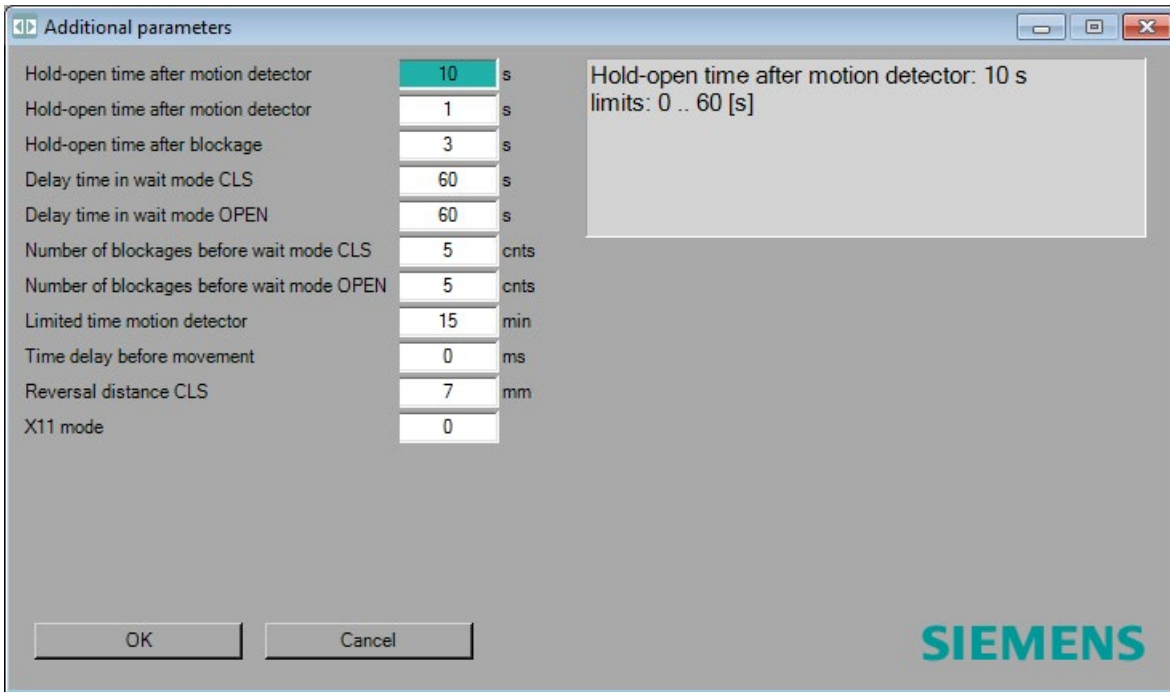 Additional parameters
Hold-open time after motion detector 10 s
Hold-open time after motion detector 1 s
Hold-open time after blockage 3 s
Delay time in wait mode CLS 60 s
Delay time in wait mode OPEN 60 s
Number of blockages before wait mode CLS 5 cnts
Number of blockages before wait mode OPEN 5 cnts
Limited time motion detector 15 min
Time delay before movement 0 ms
Reversal distance CLS 7 mm
X11 mode 0
Hold-open time after motion detector: 10 s
limits: 0 .. 60 [s]
OK Cancel
SIEMENS